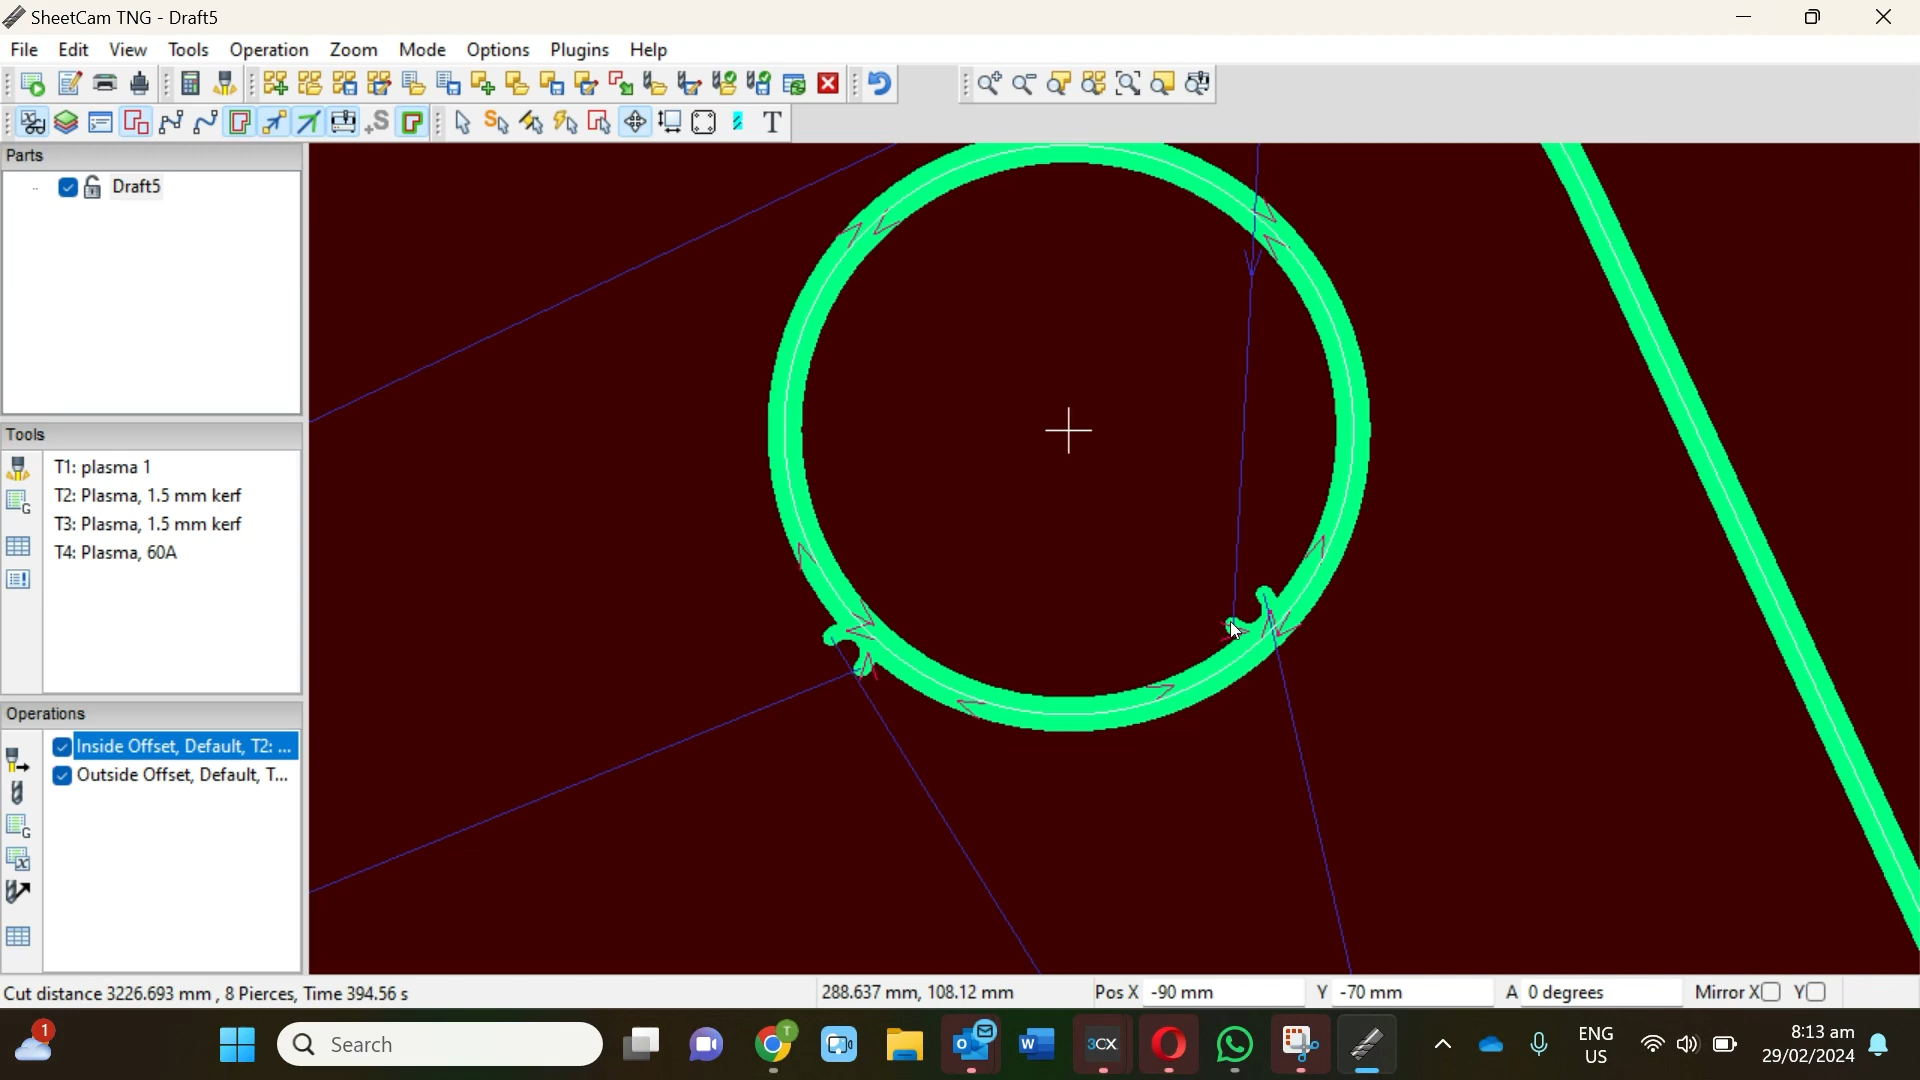 SheetCam TNG - Draft5
File Edit View Tools Operation Zoom Mode Options Plugins Help
S S T
Parts
Draft5
Tools
T1: plasma 1
T2: Plasma, 1.5 mm kerf
G
T3: Plasma, 1.5 mm kerf
T4: Plasma, 60A
Operations
Inside Offset, Default, T2: ...
Outside Offset, Default, T...
G
x
Cut distance 3226.693 mm , 8 Pierces, Time 394.56 s 288.637 mm, 108.12 mm Pos X -90 mm Y -70 mm A 0 degrees Mirror X Y
1 Search T O W 3CX ENG US 8:13 am
29/02/2024